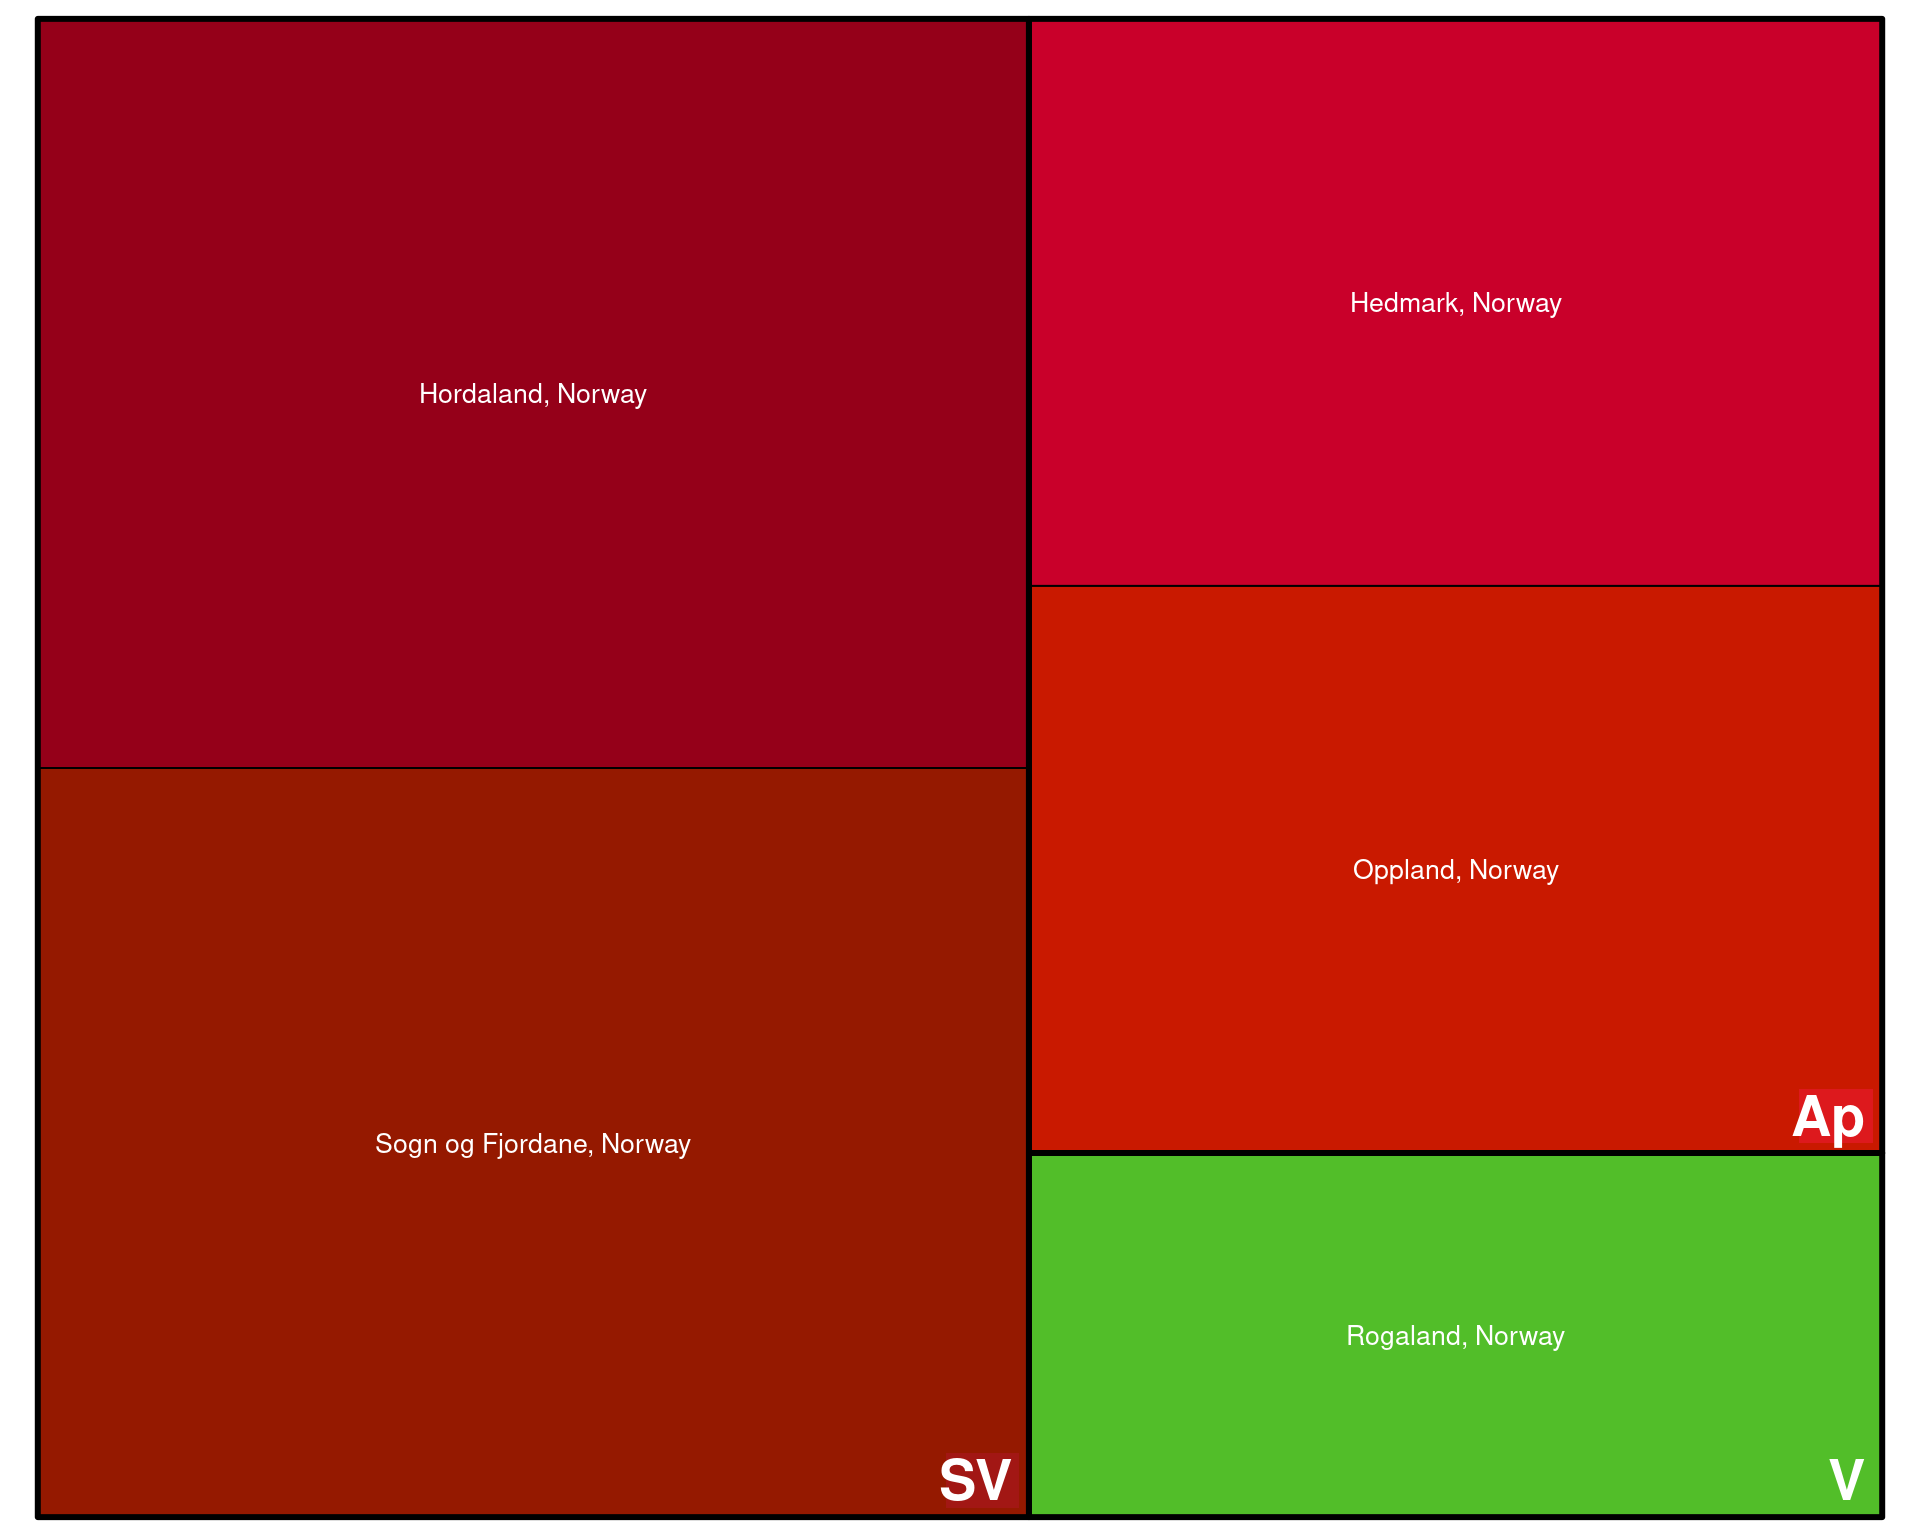 Hordaland, Norway
Sogn og Fjordane, Norway
SV
Hedmark, Norway
Oppland, Norway
Ap
Rogaland, Norway
V